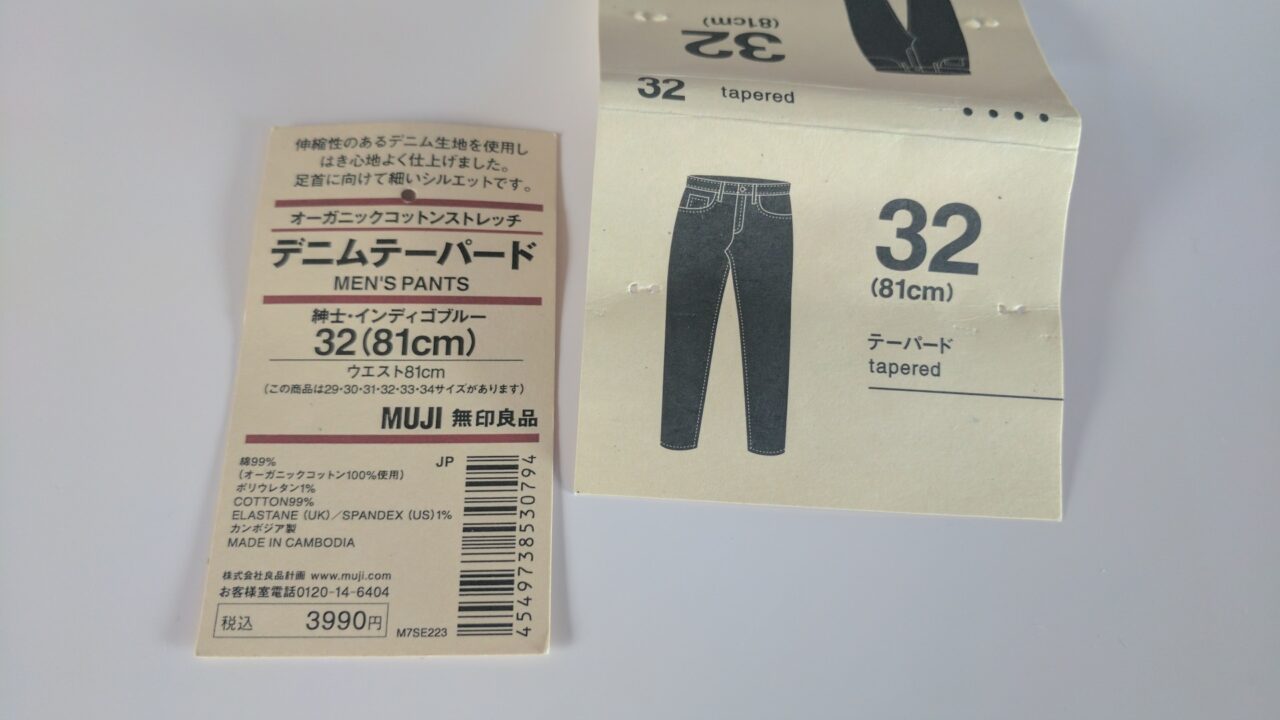 伸縮性のあるデニム生地を使用し
はき心地よく仕上げました。
足首に向けて細いシルエットです。
オーガニックコットンストレッチ
デニムテーパード
MEN'S PANTS
紳士・インディゴブルー
32(81cm)
ウエスト81cm
(この商品は29・30・31・32・33・34サイズがあります)
MUJI 無印良品
綿99%
(オーガニックコットン100%使用)
ポリウレタン1%
COTTON99%
ELASTANE (UK)／SPANDEX (US)1%
カンボジア製
MADE IN CAMBODIA
株式会社良品計画 www.muji.com
お客様室電話0120-14-6404
税込 3990円
M7SE223
JP
4549738530794
32
(81cm)
32 tapered
32
(81cm)
テーパード
tapered